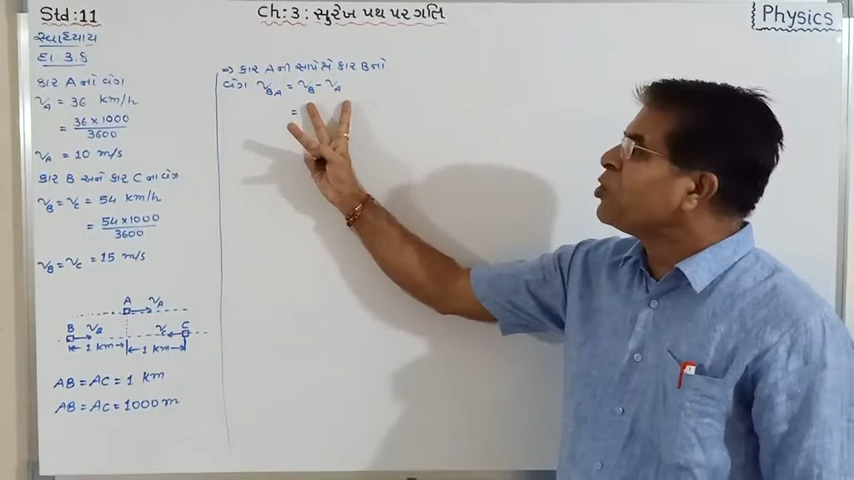 Std:11
Ch:3: સુરેખ પથ પર ગતિ
Physics
સ્વાધ્યાય
દા 3.6
કાર A નો વેગ
v_A = 36 km/h
= 36 x 1000 / 3600
v_A = 10 m/s
કાર B અને કાર C ના વેગ
v_B = v_C = 54 km/h
= 54 x 1000 / 3600
v_B = v_C = 15 m/s
A v_A
B v_B v_C C
1 km 1 km
AB = AC = 1 km
AB = AC = 1000 m
⇒ કાર A ની સાપેક્ષે કાર B નો
વેગ v_BA = v_B - v_A
=